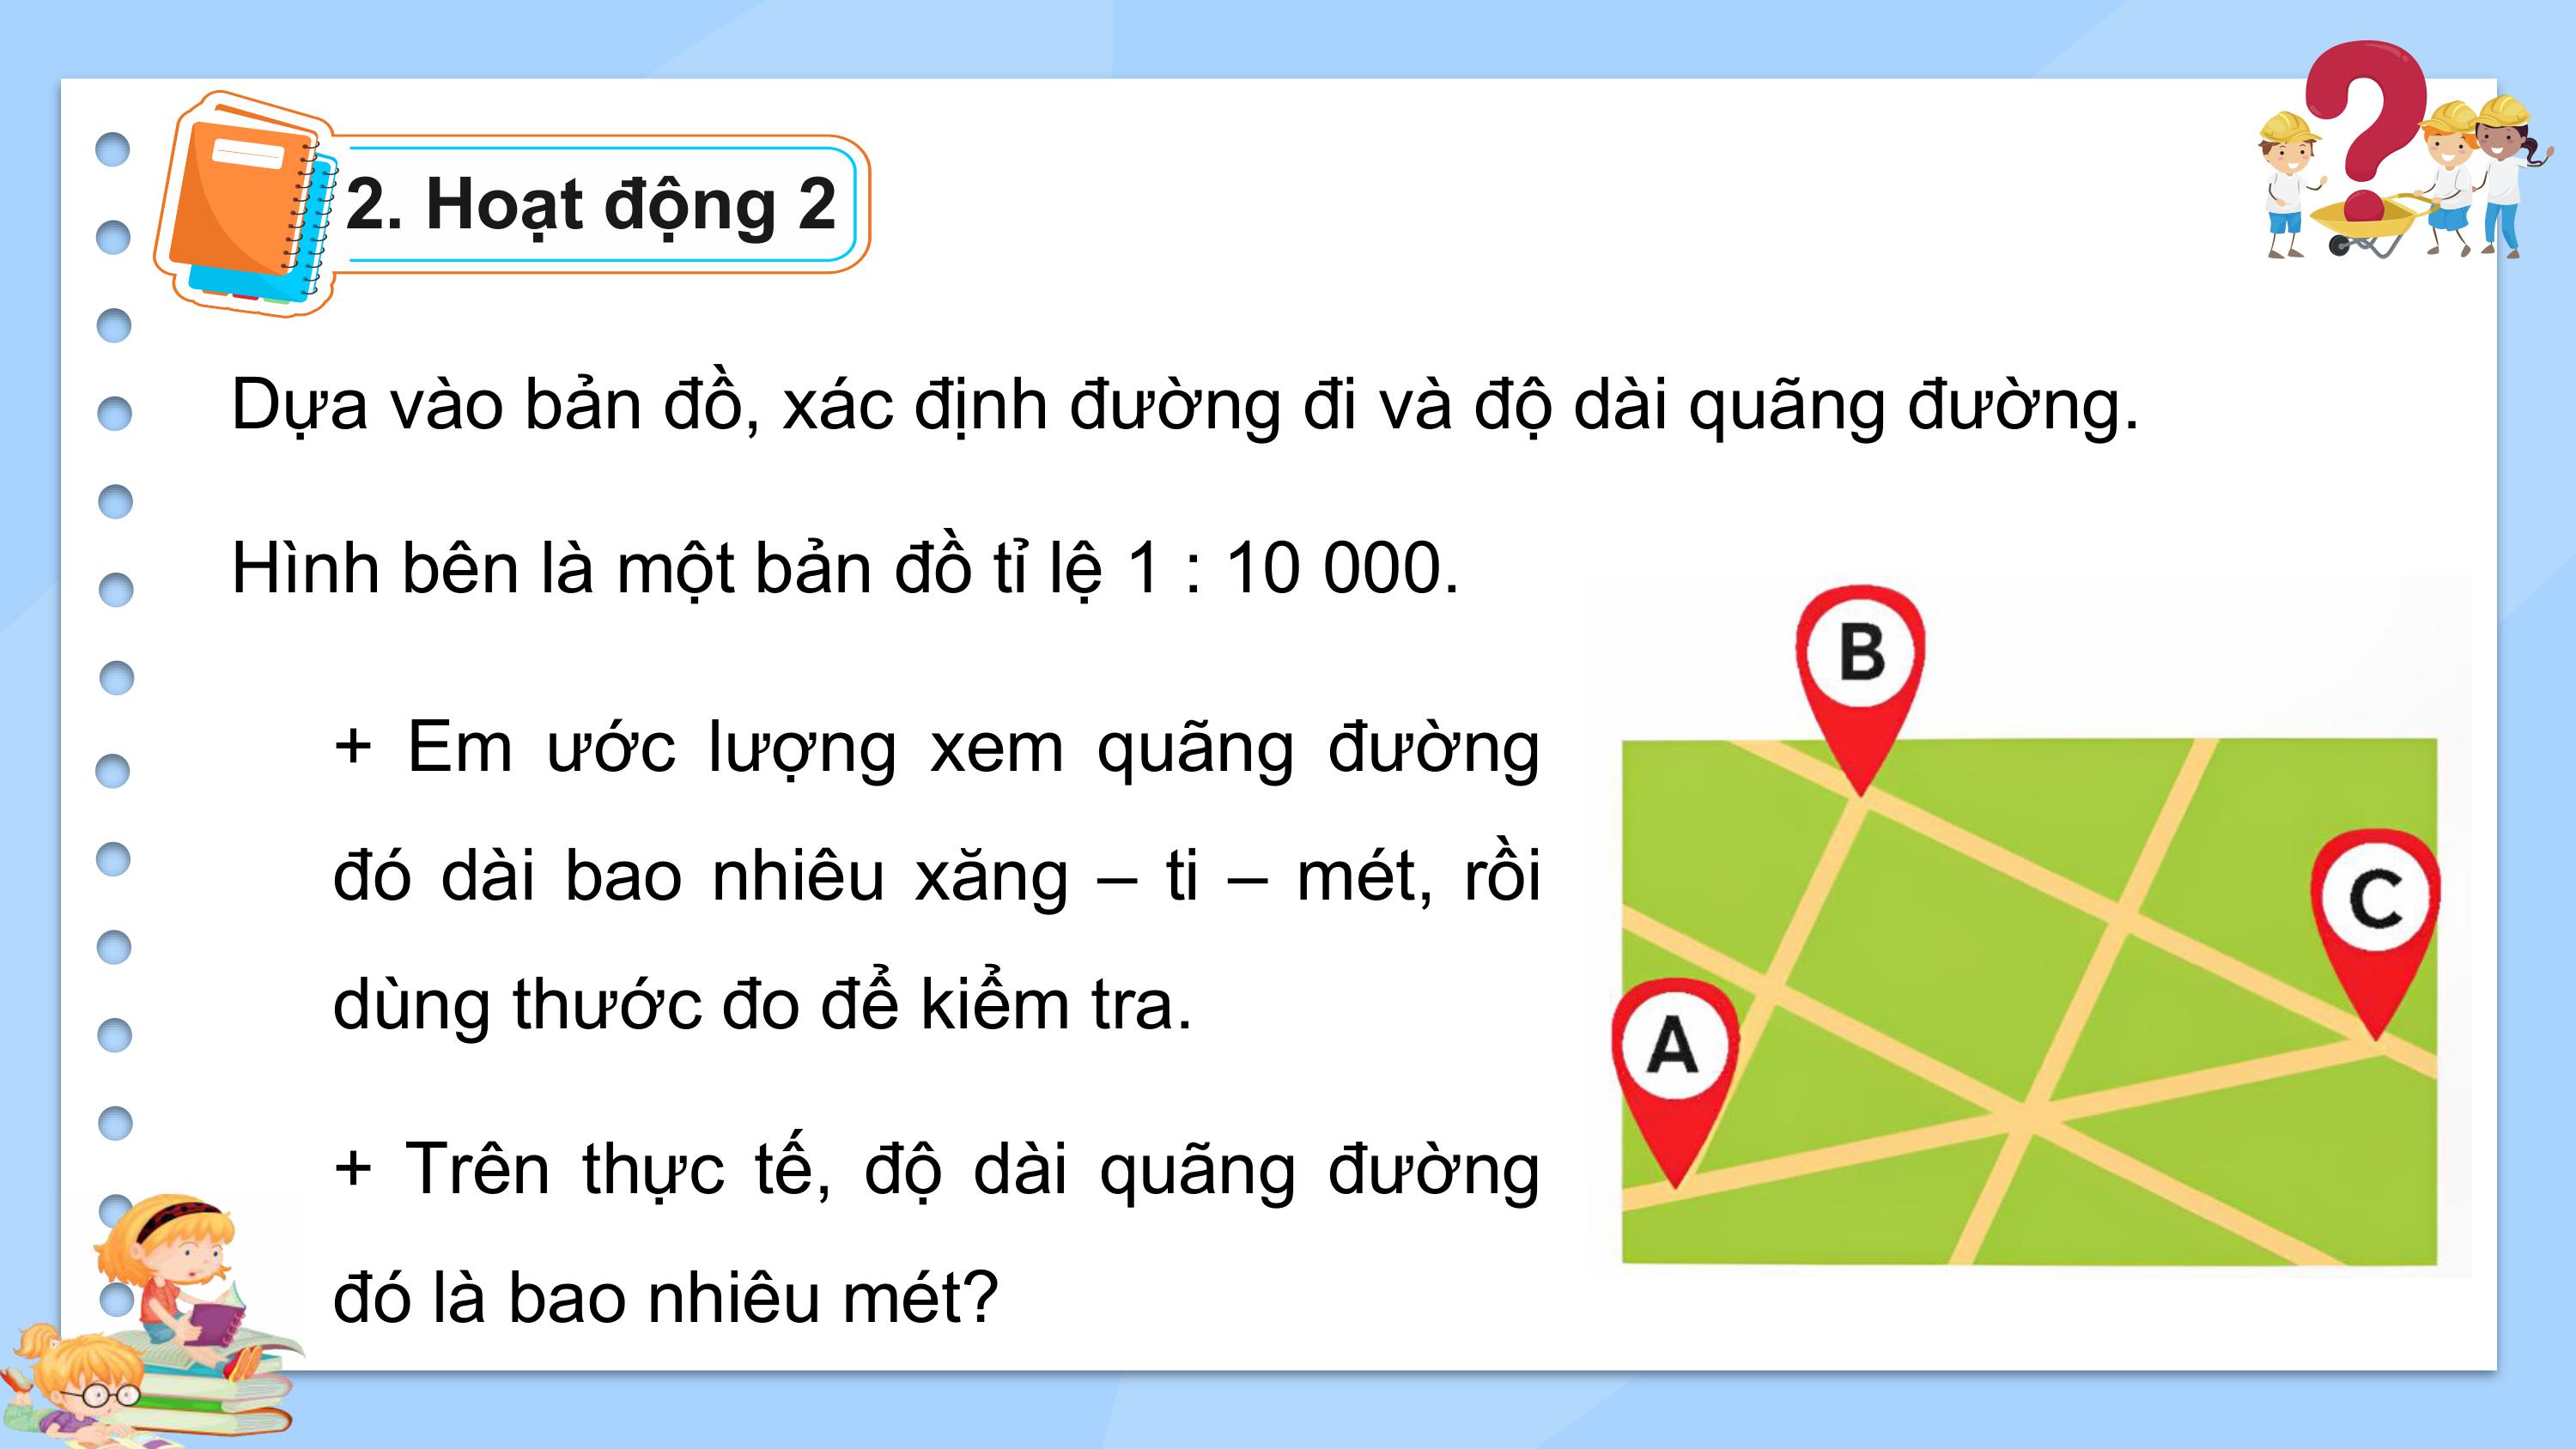 2. Hoạt động 2
Dựa vào bản đồ, xác định đường đi và độ dài quãng đường.
Hình bên là một bản đồ tỉ lệ 1 : 10 000.
+ Em ước lượng xem quãng đường
đó dài bao nhiêu xăng – ti – mét, rồi
dùng thước đo để kiểm tra.
+ Trên thực tế, độ dài quãng đường
đó là bao nhiêu mét?
B
C
A